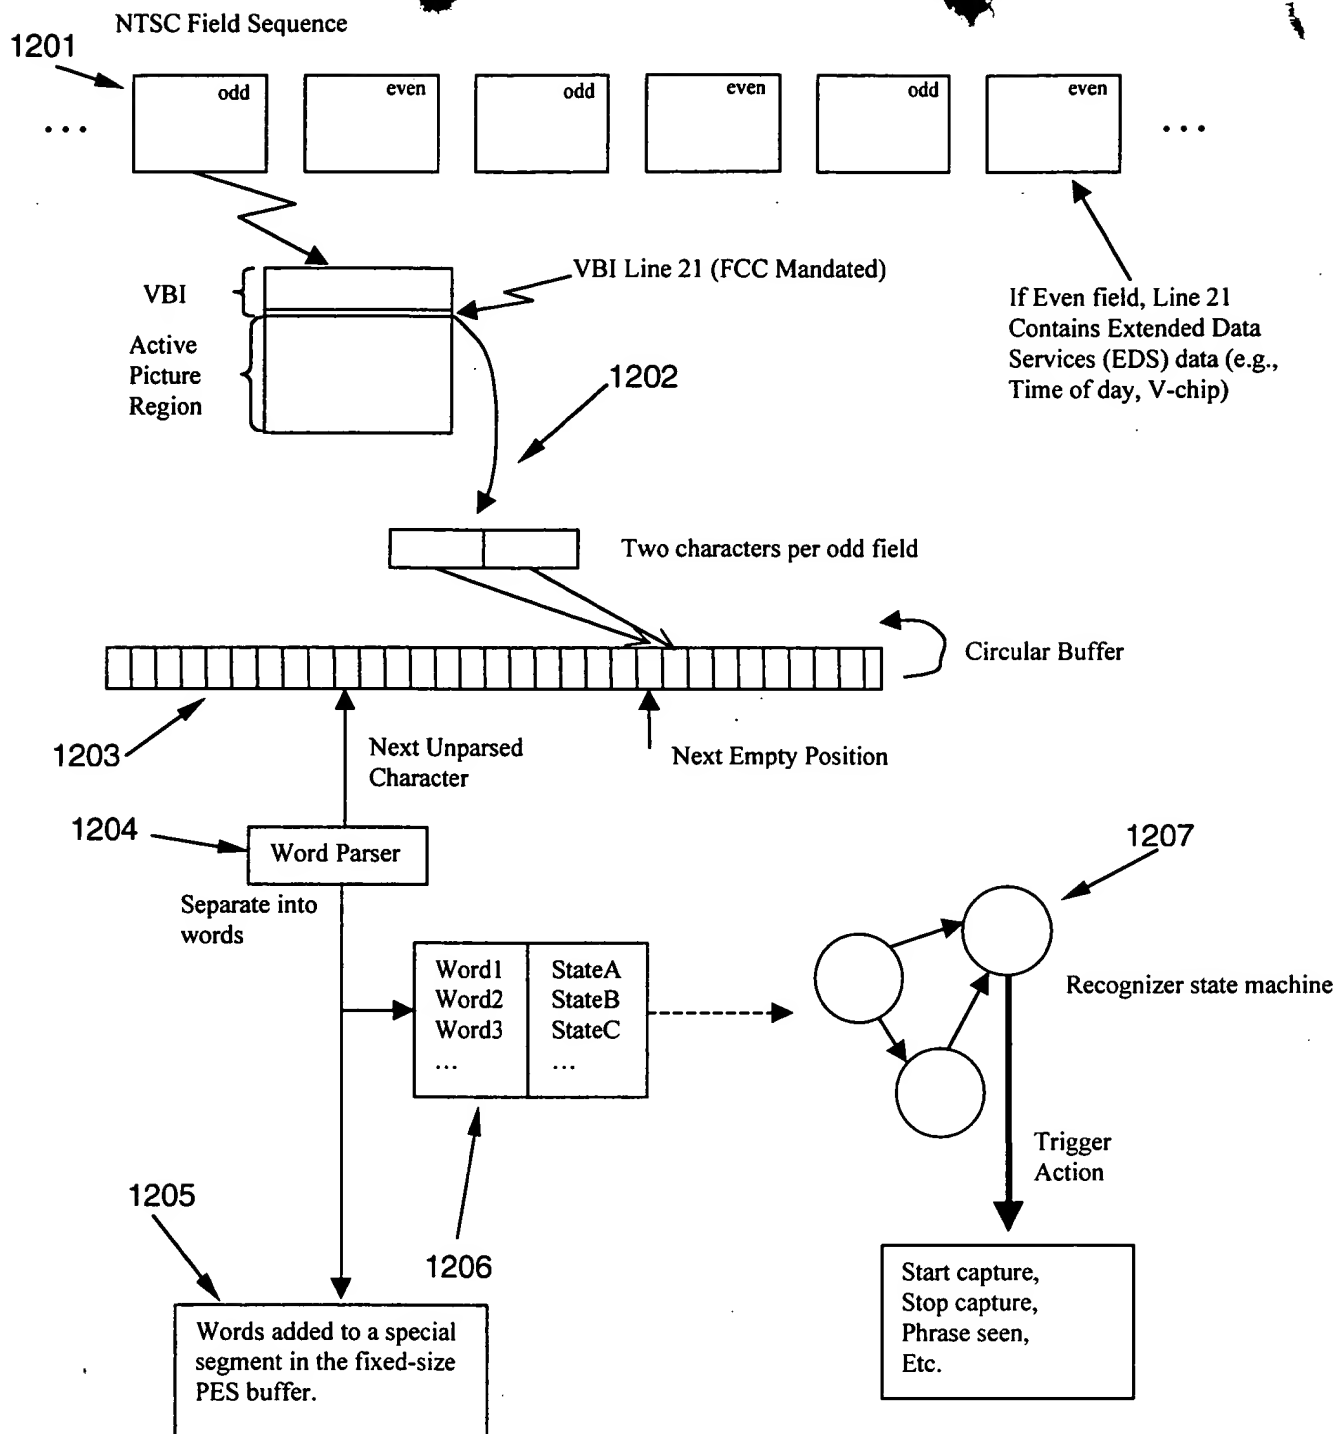 NTSC Field Sequence
1201
odd
even
odd
even
odd
even
...
...
VBI Line 21 (FCC Mandated)
VBI
If Even field, Line 21
Contains Extended Data
Services (EDS) data (e.g.,
Time of day, V-chip)
Active
Picture
Region
1202
Two characters per odd field
Circular Buffer
1203
Next Unparsed
Character
Next Empty Position
1204
Word Parser
1207
Separate into
words
Word1 StateA
Word2 StateB
Word3 StateC
... ...
Recognizer state machine
Trigger
Action
1205
1206
Start capture,
Stop capture,
Phrase seen,
Etc.
Words added to a special
segment in the fixed-size
PES buffer.